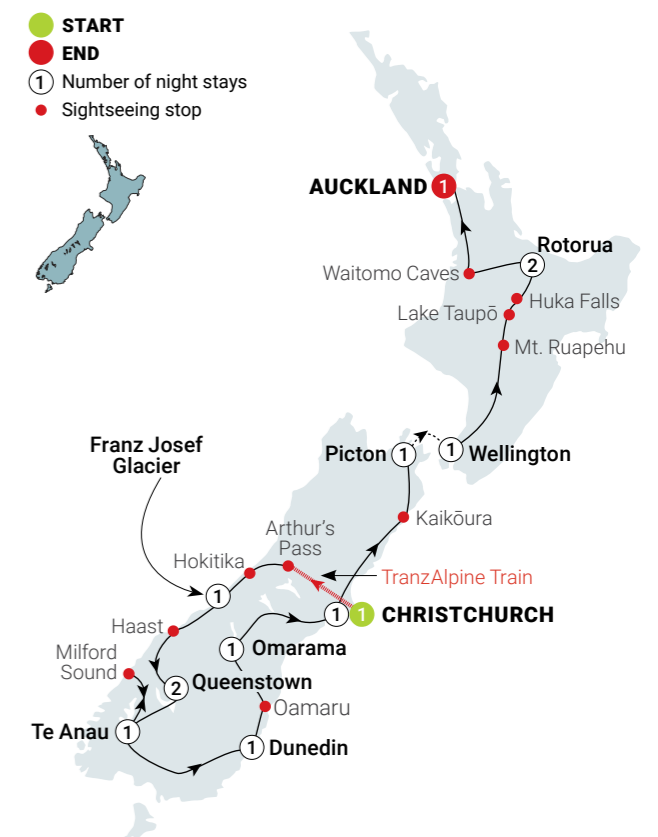 START
END
1 Number of night stays
Sightseeing stop
AUCKLAND 1
Rotorua
2
Waitomo Caves
Huka Falls
Lake Taupō
Mt. Ruapehu
Franz Josef
Glacier
Picton 1
1 Wellington
Kaikōura
Arthur's
Pass
Hokitika
TranzAlpine Train
1
1 1 CHRISTCHURCH
Haast
1 Omarama
Milford
Sound
2 Queenstown
Oamaru
Te Anau 1
1 Dunedin